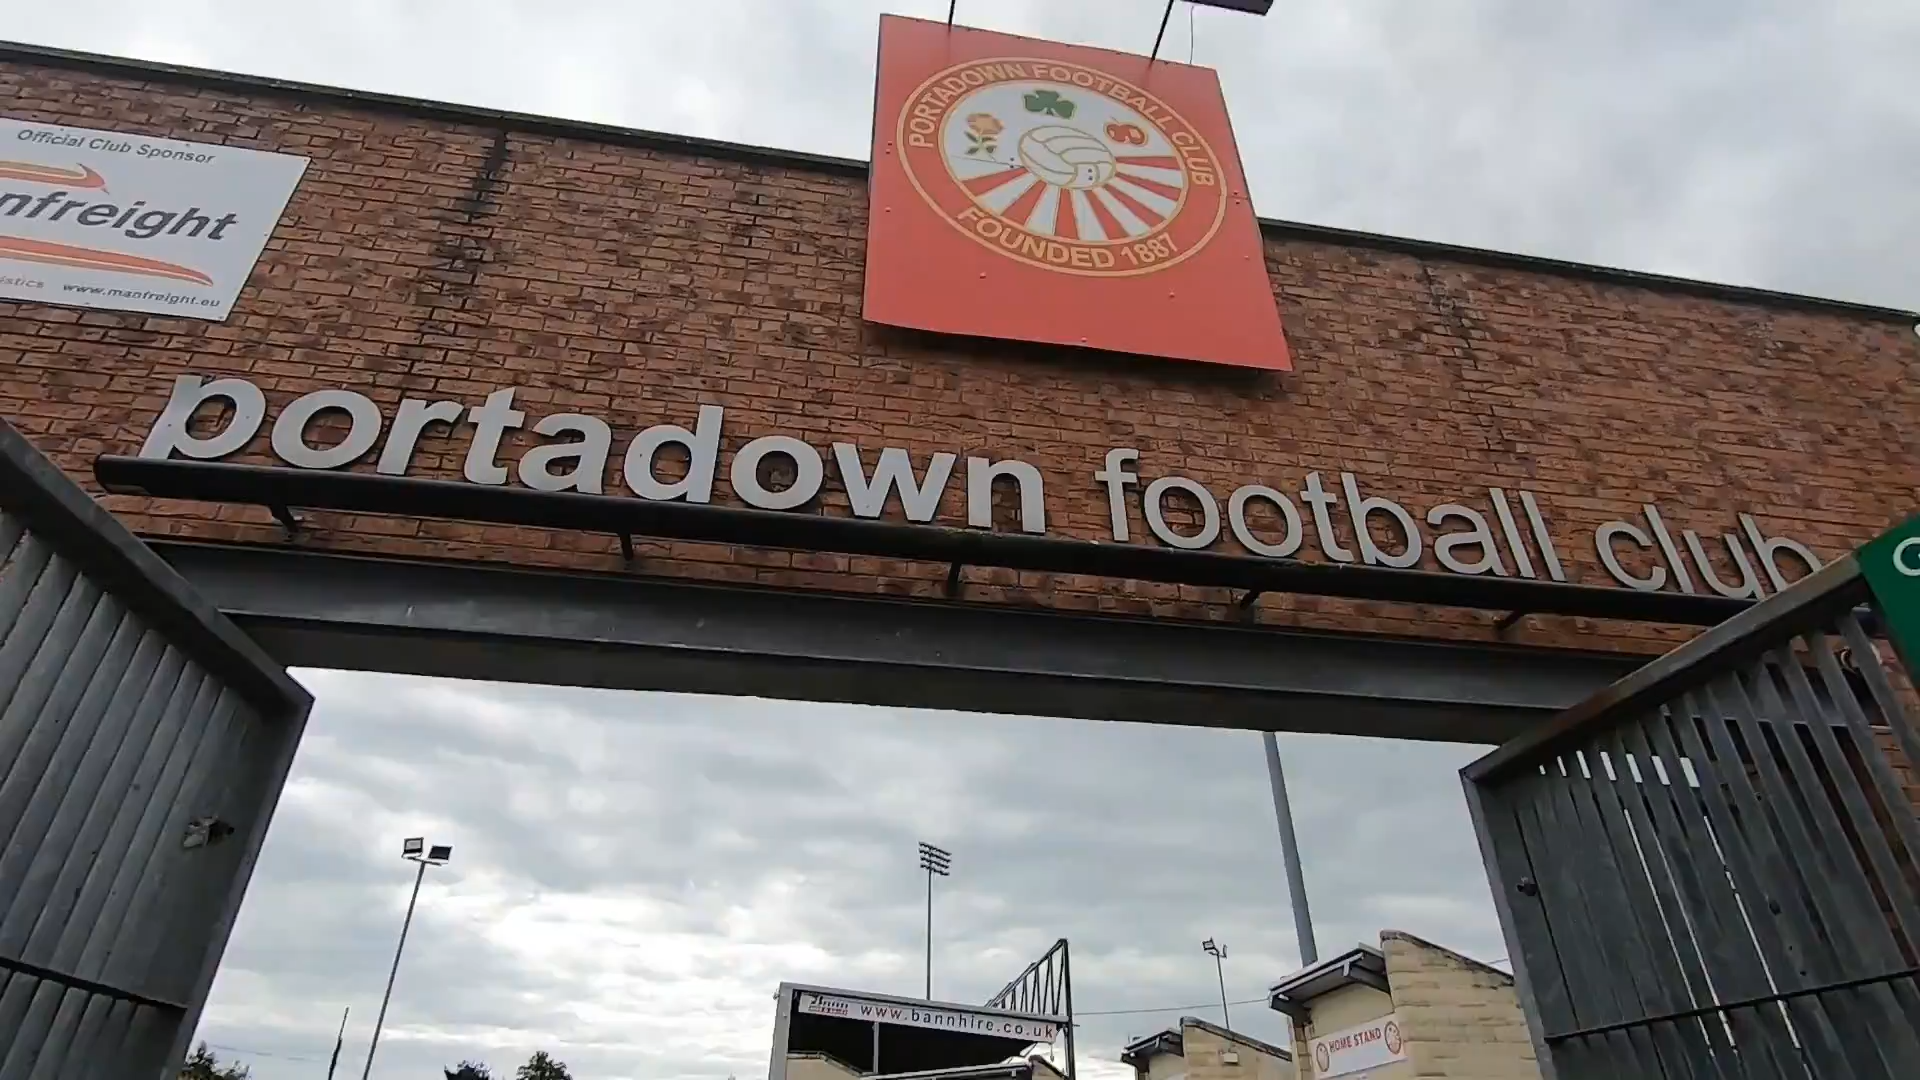 Official Club Sponsor
nfreight
istics www.manfreight.eu
PORTADOWN FOOTBALL CLUB
FOUNDED 1887
portadown football club
www.bannhire.co.uk
HOME STAND